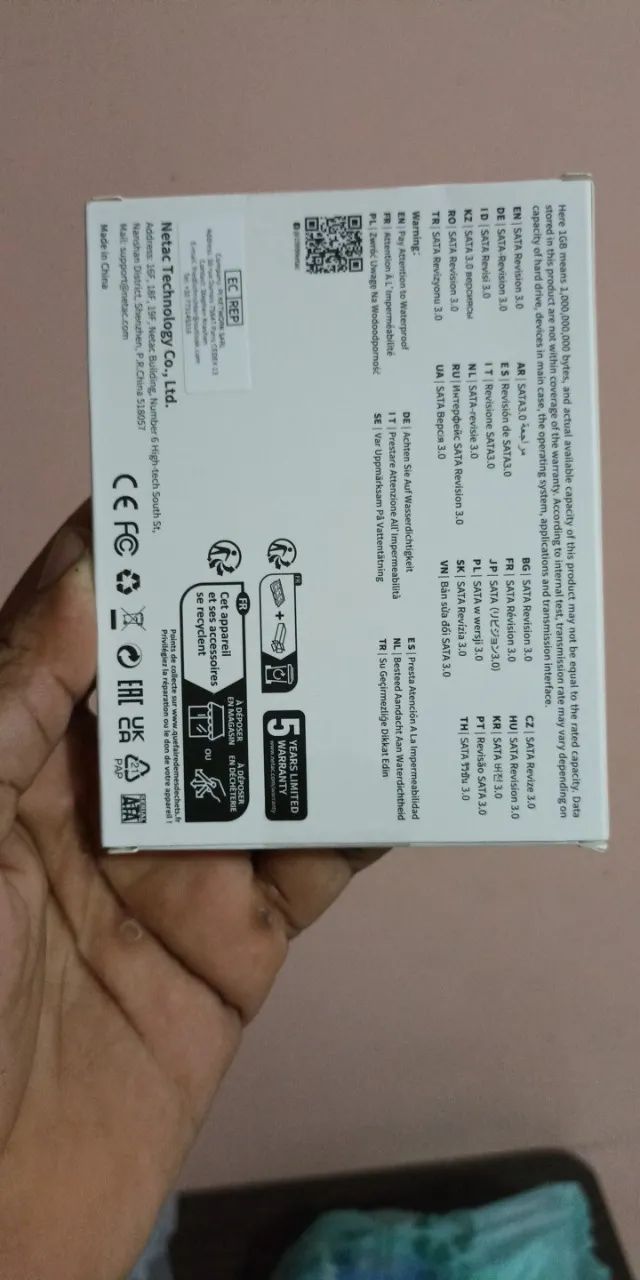 Here 1GB means 1,000,000,000 bytes, and actual available capacity of this product may not be equal to the rated capacity. Data
stored in this product are not within coverage of the warranty. According to internal test, transmission rate may vary depending on
capacity of hard drive, devices in main case, the operating system, applications and transmission interface.
EN | SATA Revision 3.0
AR | SATA3.0 مراجعة
BG | SATA Revision 3.0
CZ | SATA Revize 3.0
DE | SATA-Revision 3.0
ES | Revisión de SATA3.0
FR | SATA Révision 3.0
HU | SATA Revision 3.0
ID | SATA Revisi 3.0
IT | Revisione SATA3.0
JP | SATA (リビジョン3.0)
KR | SATA 버전 3.0
KZ | SATA 3.0 версиясы
NL | SATA-revisie 3.0
PL | SATA w wersji 3.0
PT | Revisão SATA 3.0
RO | SATA Revision 3.0
RU | Интерфейс SATA Revision 3.0
SK | SATA Revízia 3.0
TH | SATA รีวิชัน 3.0
TR | SATA Revizyonu 3.0
UA | SATA Версія 3.0
VN | Bản sửa đổi SATA 3.0
Warning:
EN | Pay Attention to Waterproof
DE | Achten Sie Auf Wasserdichtigkeit
ES | Presta Atención A La Impermeabilidad
FR | Attention À L'Imperméabilité
IT | Prestare Attenzione All' Impermeabilità
NL | Besteed Aandacht Aan Waterdichtheid
PL | Zwróć Uwagę Na Wodoodporność
SE | Var Uppmärksam På Vattentätning
TR | Su Geçirmezliğe Dikkat Edin
FR
+
5 YEARS LIMITED
WARRANTY
www.netac.com/warranty
EC REP
FR
Cet appareil
et ses accessoires
se recyclent
À DÉPOSER
EN MAGASIN
OU
À DÉPOSER
EN DÉCHÈTERIE
Points de collecte sur www.quefairedemesdechets.fr
Privilégiez la réparation ou le don de votre appareil !
Netac Technology Co., Ltd.
Address: 16F, 18F, 19F, Netac Building, Number 6 High-tech South St,
Nanshan District, Shenzhen, P.R.China 518057
Mail: support@netac.com
Made in China
CE FC
EAC
UK
CA
21
PAP